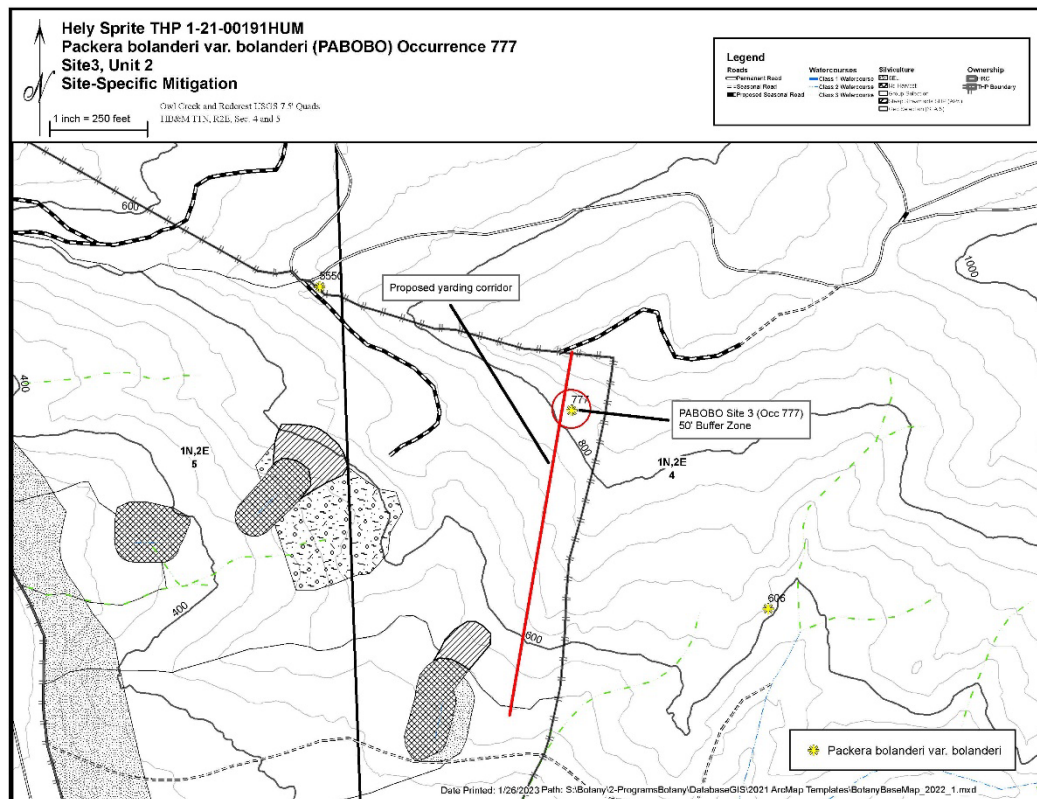 Hely Sprite THP 1-21-00191HUM
Packera bolanderi var. bolanderi (PABOBO) Occurrence 777
Site3, Unit 2
Site-Specific Mitigation
N
Owl Creek and Redcrest USGS 7.5' Quads
HB&M T1N, R2E, Sec. 4 and 5
1 inch = 250 feet
Legend
Roads
Permanent Road
Seasonal Road
Proposed Seasonal Road
Watercourses
Class 1 Watercourse
Class 2 Watercourse
Class 3 Watercourse
Silviculture
No Harvest
Group Selection
Ownership
HRC
THP Boundary
600
1000
Proposed yarding corridor
777
PABOBO Site 3 (Occ 777)
50' Buffer Zone
400
800
1N,2E
5
1N,2E
4
400
600
606
Packera bolanderi var. bolanderi
Date Printed: 1/26/2023 Path: S:\Botany\2-ProgramsBotany\DatabaseGIS\2021 ArcMap Templates\BotanyBaseMap_2022_1.mxd